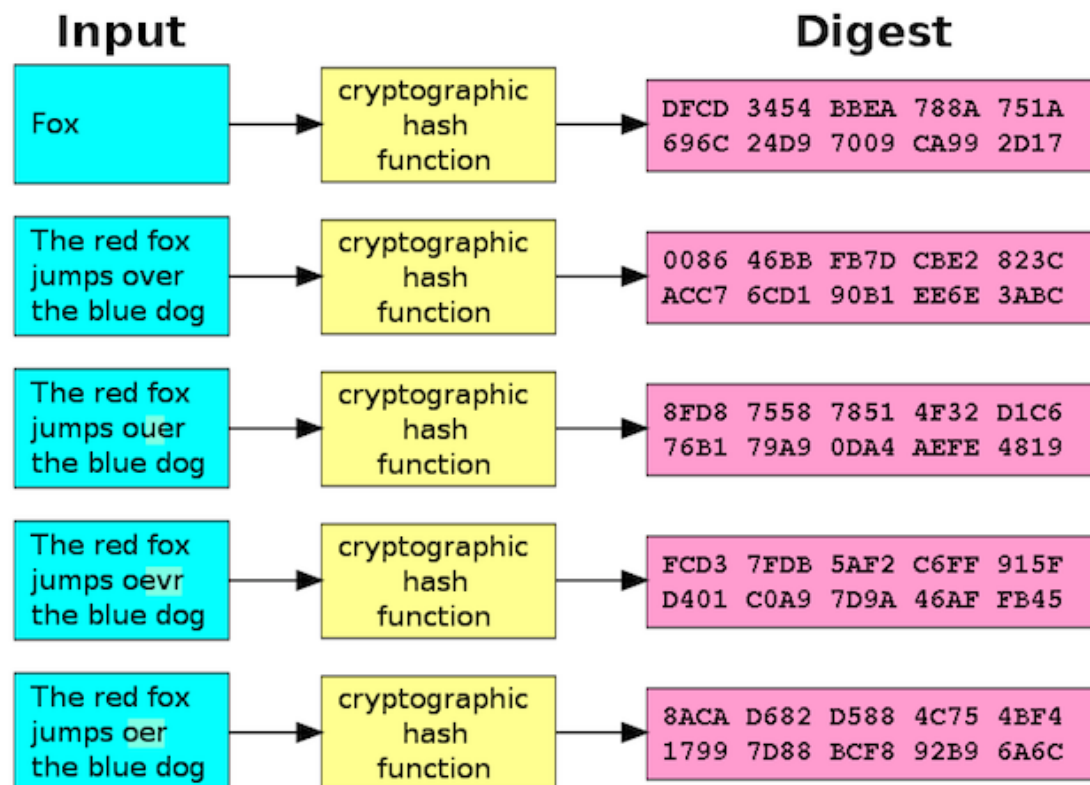 Input
Digest
Fox
cryptographic
hash
function
DFCD 3454 BBEA 788A 751A
696C 24D9 7009 CA99 2D17
The red fox
jumps over
the blue dog
cryptographic
hash
function
0086 46BB FB7D CBE2 823C
ACC7 6CD1 90B1 EE6E 3ABC
The red fox
jumps ouer
the blue dog
cryptographic
hash
function
8FD8 7558 7851 4F32 D1C6
76B1 79A9 0DA4 AEFE 4819
The red fox
jumps oevr
the blue dog
cryptographic
hash
function
FCD3 7FDB 5AF2 C6FF 915F
D401 C0A9 7D9A 46AF FB45
The red fox
jumps oer
the blue dog
cryptographic
hash
function
8ACA D682 D588 4C75 4BF4
1799 7D88 BCF8 92B9 6A6C